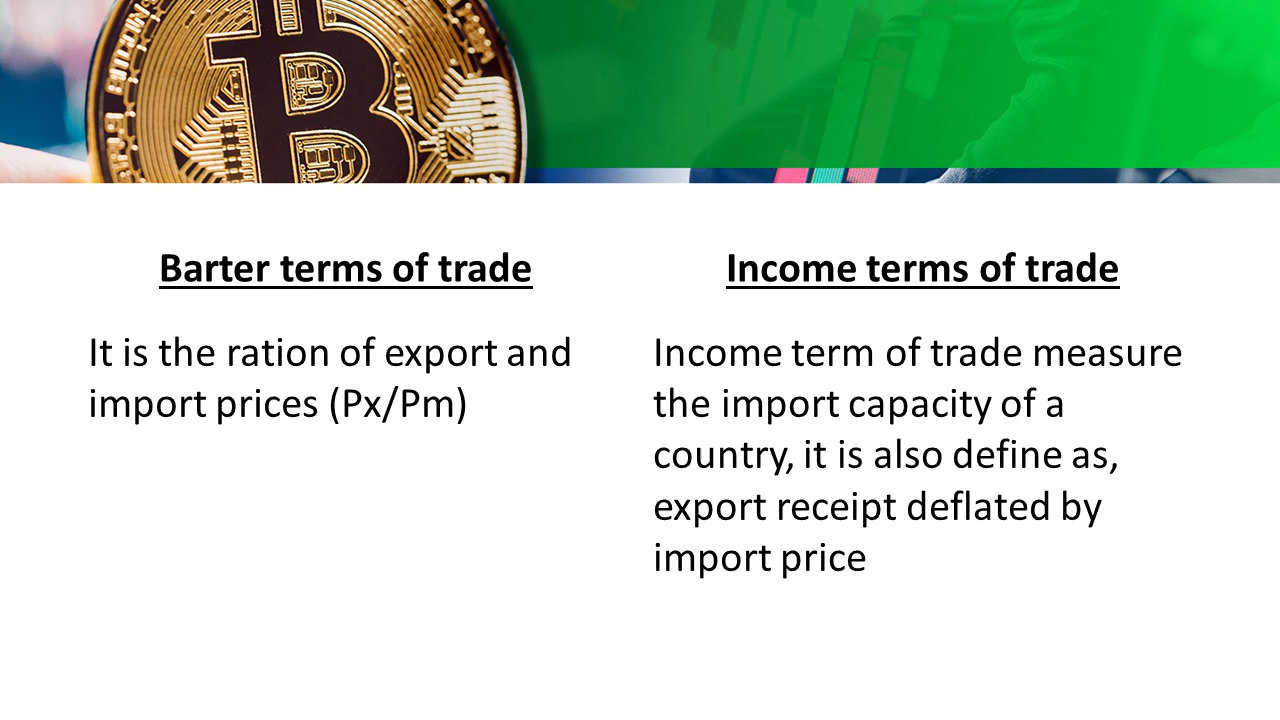 Barter terms of trade
It is the ration of export and
import prices (Px/Pm)
Income terms of trade
Income term of trade measure
the import capacity of a
country, it is also define as,
export receipt deflated by
import price